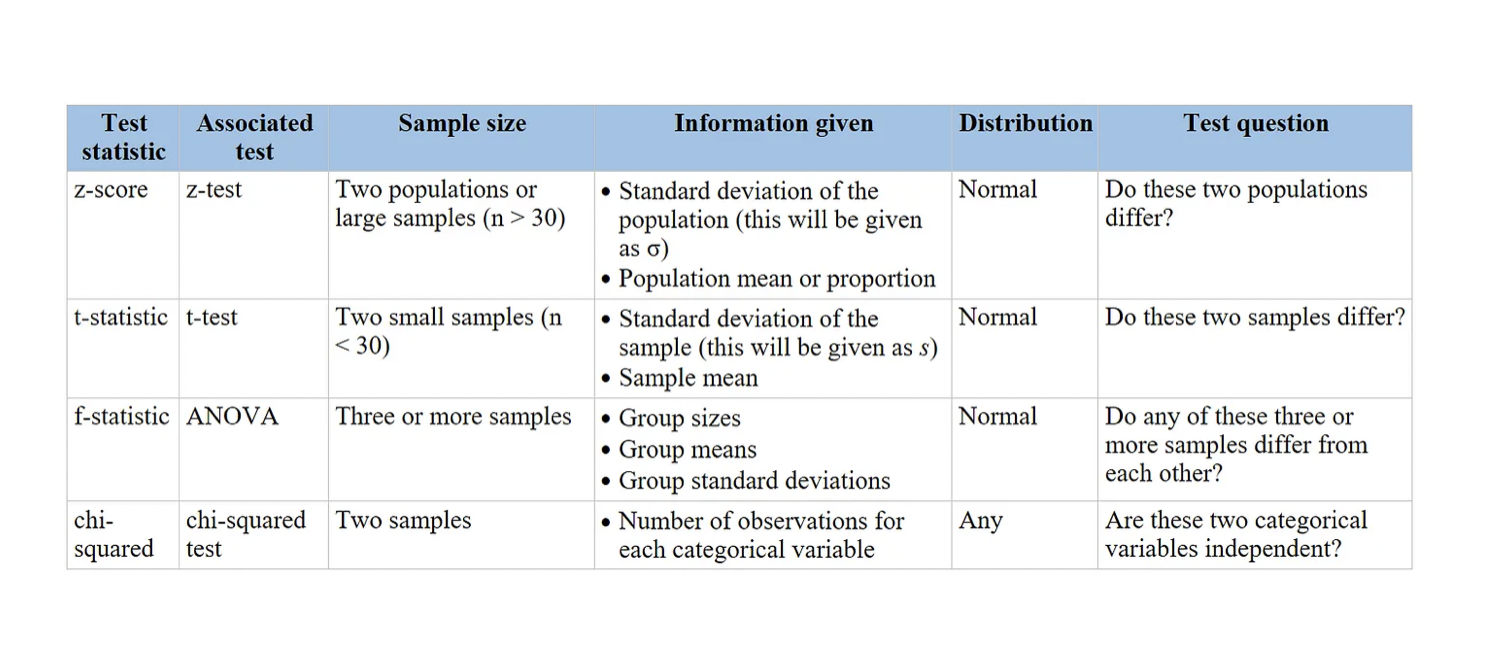 Test statistic
Associated test
Sample size
Information given
Distribution
Test question
z-score
z-test
Two populations or
large samples (n > 30)
• Standard deviation of the
population (this will be given
as σ)
• Population mean or proportion
Normal
Do these two populations
differ?
t-statistic
t-test
Two small samples (n
< 30)
• Standard deviation of the
sample (this will be given as s)
• Sample mean
Normal
Do these two samples differ?
f-statistic
ANOVA
Three or more samples
• Group sizes
• Group means
• Group standard deviations
Normal
Do any of these three or
more samples differ from
each other?
chi-
squared
chi-squared
test
Two samples
• Number of observations for
each categorical variable
Any
Are these two categorical
variables independent?